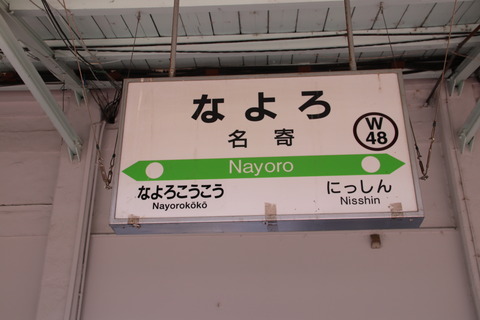 なよろ
名寄
W
48
Nayoro
なよろこうこう
Nayorokōkō
にっしん
Nisshin